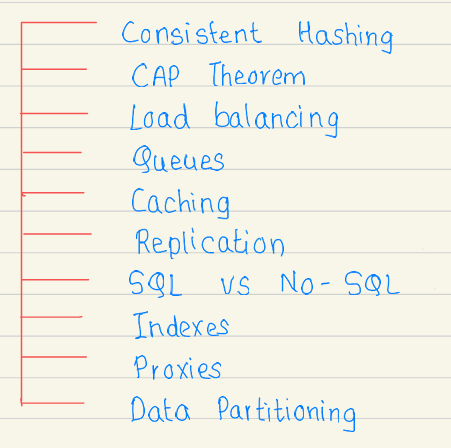 Consistent Hashing
CAP Theorem
Load balancing
Queues
Caching
Replication
SQL vs No-SQL
Indexes
Proxies
Data Partitioning